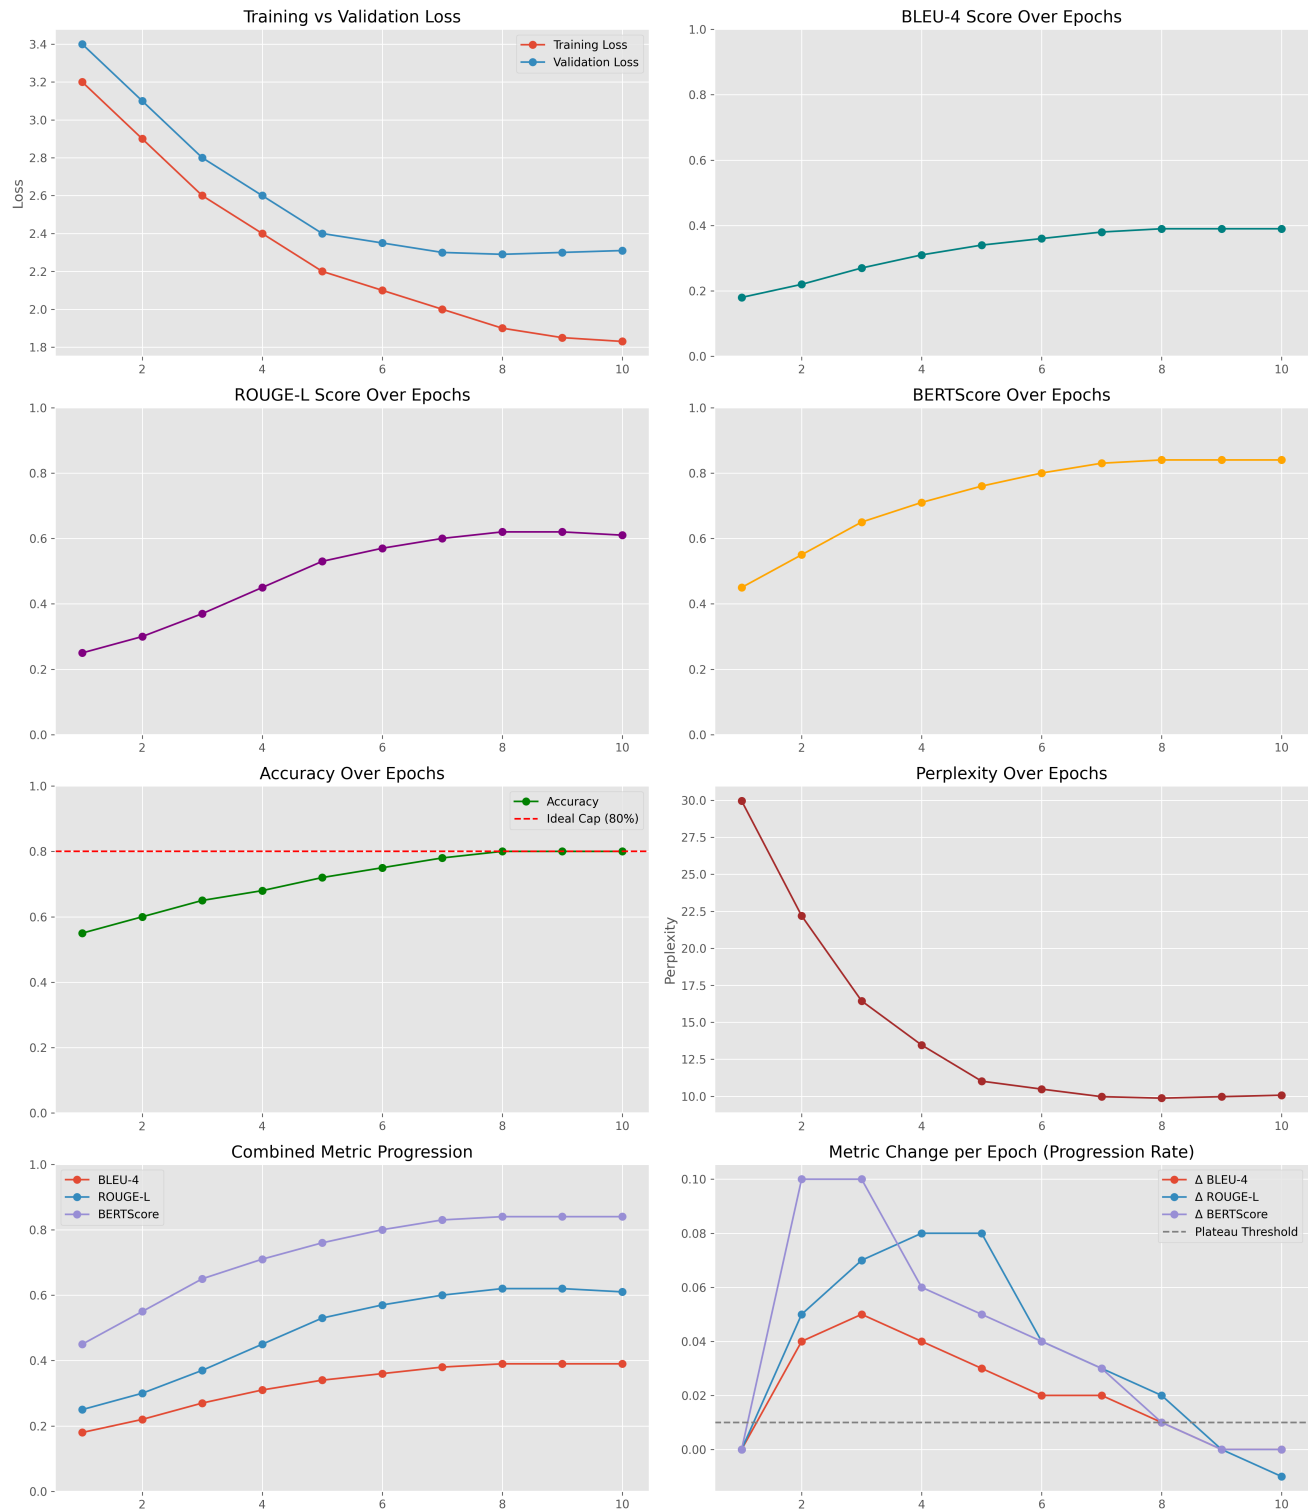 Training vs Validation Loss
Loss
3.4
3.2
3.0
2.8
2.6
2.4
2.2
2.0
1.8
2 4 6 8 10
Training Loss
Validation Loss
BLEU-4 Score Over Epochs
1.0
0.8
0.6
0.4
0.2
0.0
2 4 6 8 10
ROUGE-L Score Over Epochs
1.0
0.8
0.6
0.4
0.2
0.0
2 4 6 8 10
BERTScore Over Epochs
1.0
0.8
0.6
0.4
0.2
0.0
2 4 6 8 10
Accuracy Over Epochs
1.0
0.8
0.6
0.4
0.2
0.0
2 4 6 8 10
Accuracy
Ideal Cap (80%)
Perplexity Over Epochs
Perplexity
30.0
27.5
25.0
22.5
20.0
17.5
15.0
12.5
10.0
2 4 6 8 10
Combined Metric Progression
1.0
0.8
0.6
0.4
0.2
0.0
2 4 6 8 10
BLEU-4
ROUGE-L
BERTScore
Metric Change per Epoch (Progression Rate)
0.10
0.08
0.06
0.04
0.02
0.00
2 4 6 8 10
Δ BLEU-4
Δ ROUGE-L
Δ BERTScore
Plateau Threshold